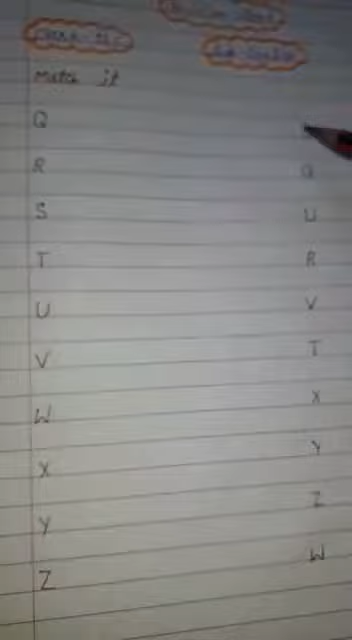 Match it
Q
R Q
S U
T R
U V
V T
W X
X Y
Y Z
Z W